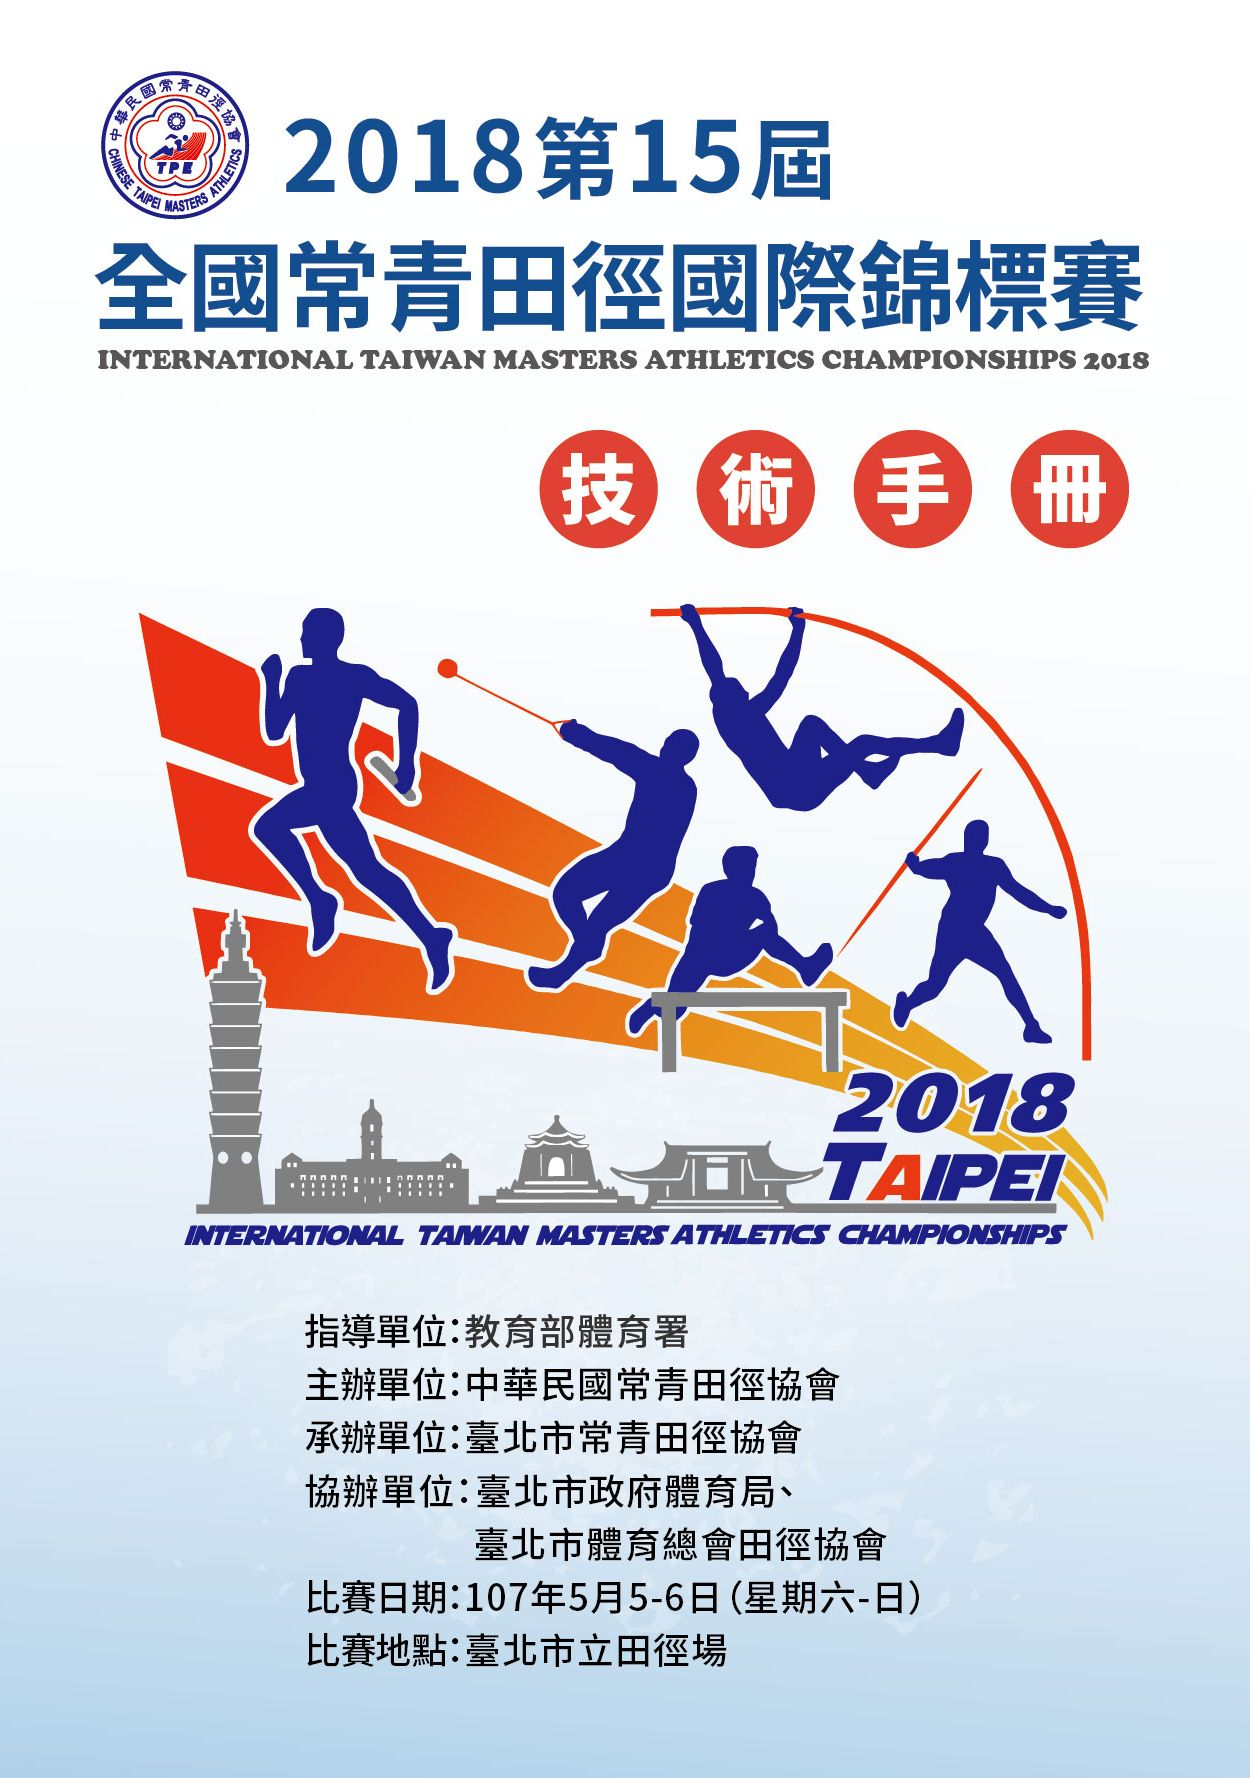 中華民國常青田徑協會
TPE
CHINESE TAIPEI MASTERS ATHLETICS
2018第15屆
全國常青田徑國際錦標賽
INTERNATIONAL TAIWAN MASTERS ATHLETICS CHAMPIONSHIPS 2018
技術手冊
2018
TAIPEI
INTERNATIONAL TAIWAN MASTERS ATHLETICS CHAMPIONSHIPS
指導單位：教育部體育署
主辦單位：中華民國常青田徑協會
承辦單位：臺北市常青田徑協會
協辦單位：臺北市政府體育局、
臺北市體育總會田徑協會
比賽日期：107年5月5-6日（星期六-日）
比賽地點：臺北市立田徑場